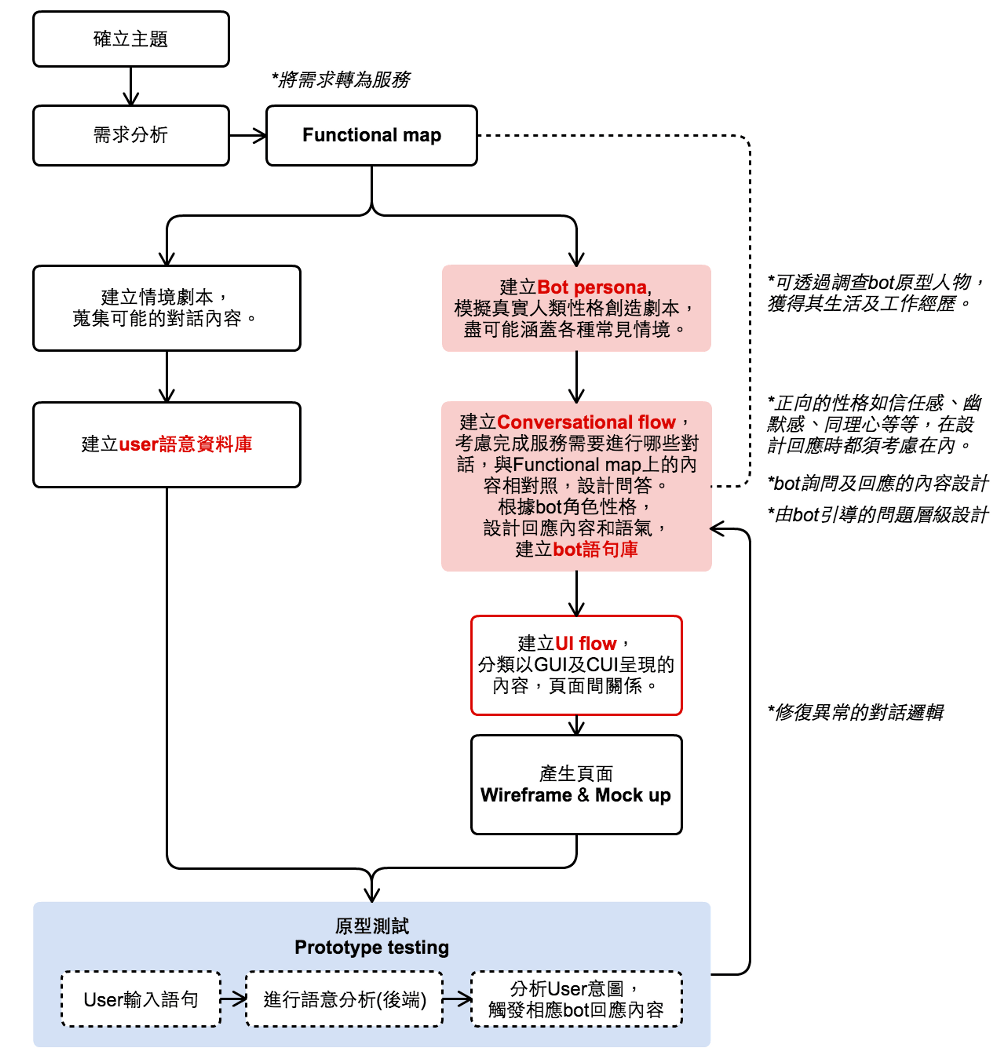 確立主題
*將需求轉為服務
需求分析
Functional map
建立情境劇本，
蒐集可能的對話內容。
建立user語意資料庫
建立Bot persona,
模擬真實人類性格創造劇本，
盡可能涵蓋各種常見情境。
*可透過調查bot原型人物，
獲得其生活及工作經歷。
建立Conversational flow，
考慮完成服務需要進行哪些對
話，與Functional map上的內
容相對照，設計問答。
根據bot角色性格，
設計回應內容和語氣，
建立bot語句庫
*正向的性格如信任感、幽
默感、同理心等等，在設
計回應時都須考慮在內。
*bot詢問及回應的內容設計
*由bot引導的問題層級設計
建立UI flow，
分類以GUI及CUI呈現的
內容，頁面間關係。
*修復異常的對話邏輯
產生頁面
Wireframe & Mock up
原型測試
Prototype testing
User輸入語句
進行語意分析(後端)
分析User意圖，
觸發相應bot回應內容